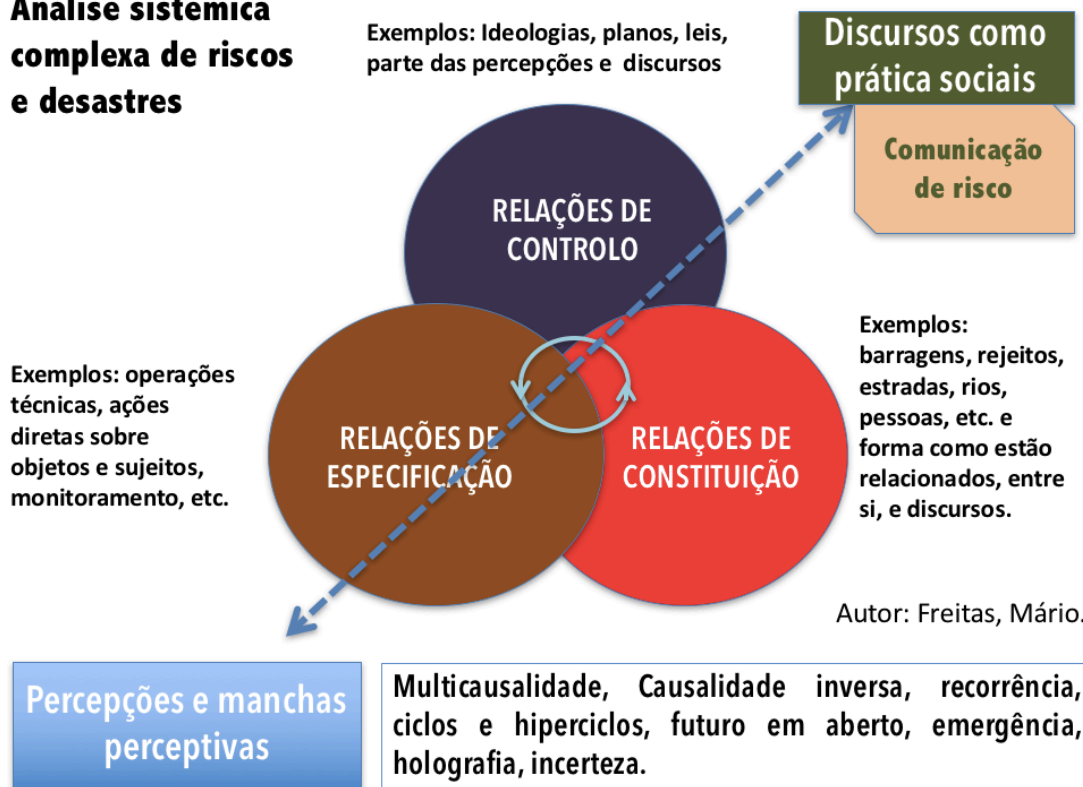 Análise sistêmica
complexa de riscos
e desastres
Exemplos: Ideologias, planos, leis,
parte das percepções e discursos
Discursos como
prática sociais
Comunicação
de risco
RELAÇÕES DE
CONTROLO
Exemplos: operações
técnicas, ações
diretas sobre
objetos e sujeitos,
monitoramento, etc.
RELAÇÕES DE
ESPECIFICAÇÃO
RELAÇÕES DE
CONSTITUIÇÃO
Exemplos:
barragens, rejeitos,
estradas, rios,
pessoas, etc. e
forma como estão
relacionados, entre
si, e discursos.
Autor: Freitas, Mário.
Percepções e manchas
perceptivas
Multicausalidade, Causalidade inversa, recorrência,
ciclos e hiperciclos, futuro em aberto, emergência,
holografia, incerteza.